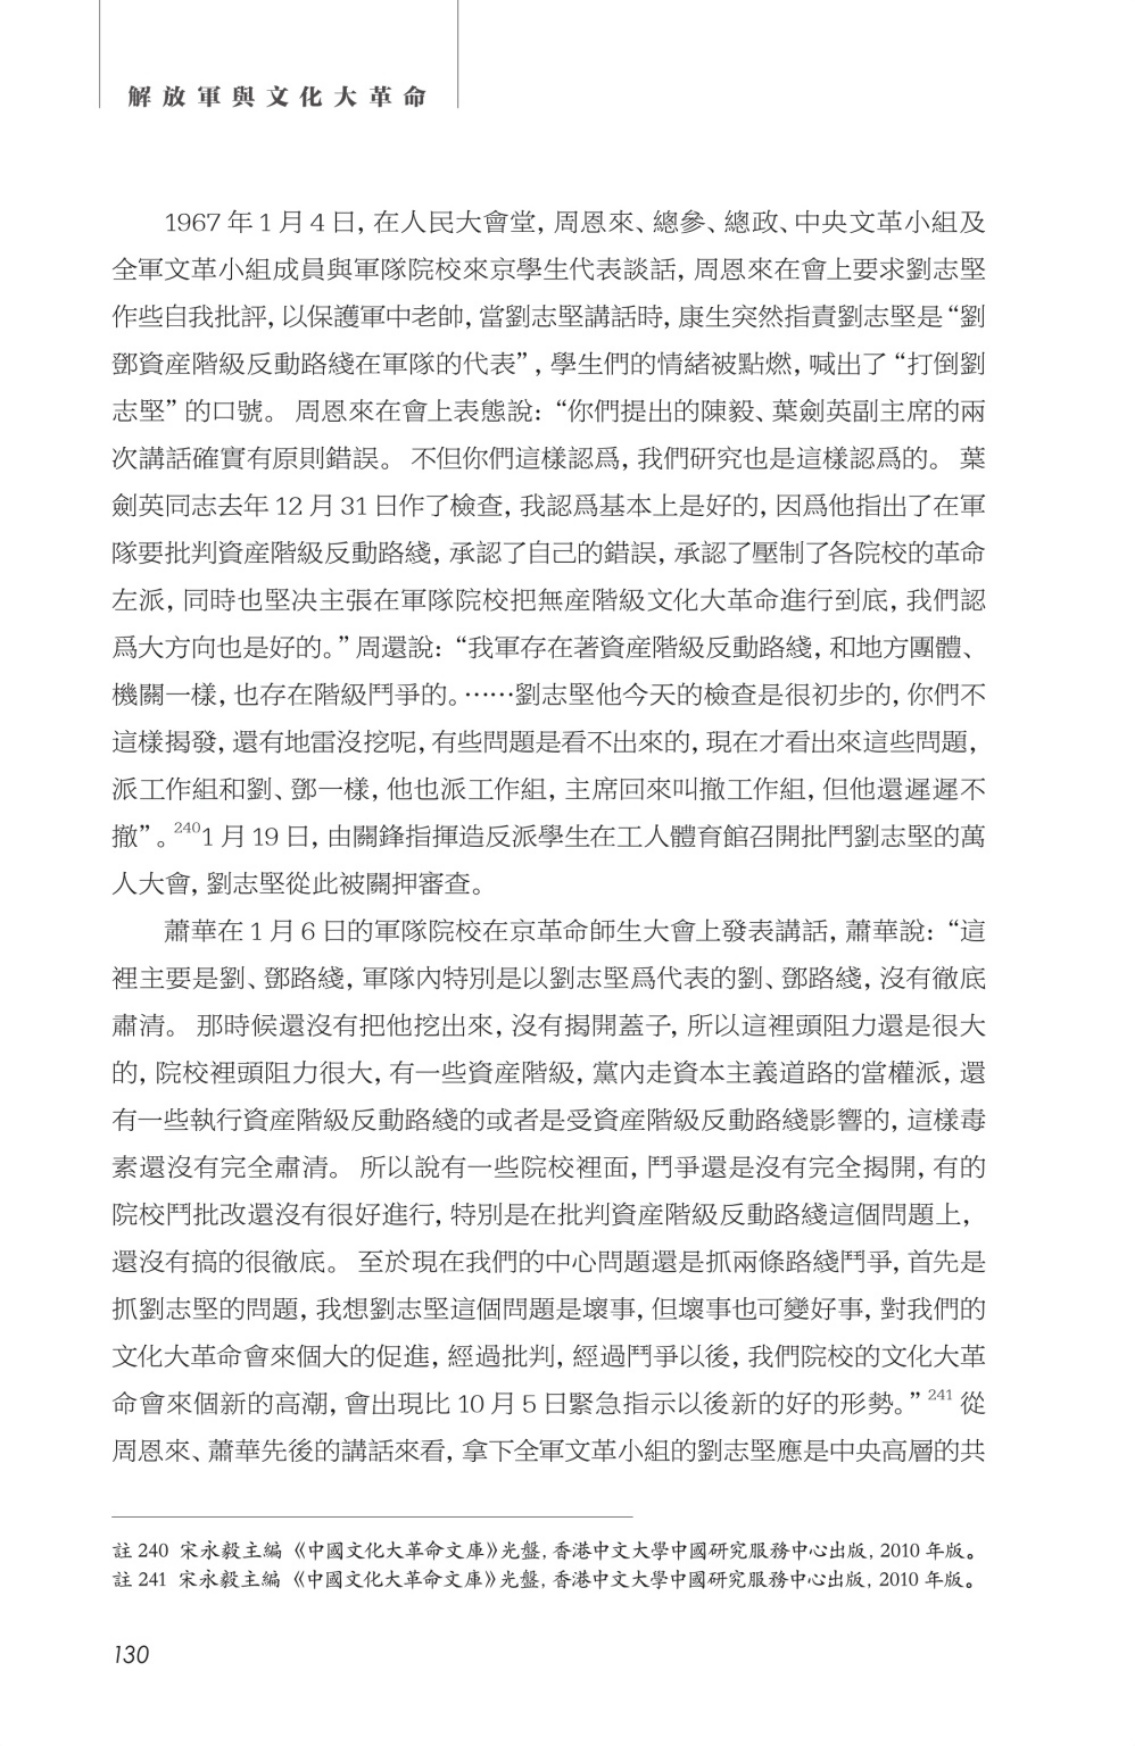 解放軍與文化大革命
1967年1月4日，在人民大會堂，周恩來、總參、總政、中央文革小組及
全軍文革小組成員與軍隊院校來京學生代表談話，周恩來在會上要求劉志堅
作些自我批評，以保護軍中老帥，當劉志堅講話時，康生突然指責劉志堅是“劉
鄧資産階級反動路綫在軍隊的代表”，學生們的情緒被點燃，喊出了“打倒劉
志堅”的口號。 周恩來在會上表態說：“你們提出的陳毅、葉劍英副主席的兩
次講話確實有原則錯誤。 不但你們這樣認爲，我們研究也是這樣認爲的。 葉
劍英同志去年12月31日作了檢查，我認爲基本上是好的，因爲他指出了在軍
隊要批判資産階級反動路綫，承認了自己的錯誤，承認了壓制了各院校的革命
左派，同時也堅决主張在軍隊院校把無産階級文化大革命進行到底，我們認
爲大方向也是好的。”周還說：“我軍存在著資産階級反動路綫，和地方團體、
機關一樣，也存在階級鬥爭的。……劉志堅他今天的檢查是很初步的，你們不
這樣揭發，還有地雷沒挖呢，有些問題是看不出來的，現在才看出來這些問題，
派工作組和劉、鄧一樣，他也派工作組，主席回來叫撤工作組，但他還遲遲不
撤”。240 1月19日，由關鋒指揮造反派學生在工人體育館召開批鬥劉志堅的萬
人大會，劉志堅從此被關押審查。
蕭華在1月6日的軍隊院校在京革命師生大會上發表講話，蕭華說：“這
裡主要是劉、鄧路綫，軍隊內特別是以劉志堅爲代表的劉、鄧路綫，沒有徹底
肅清。 那時候還沒有把他挖出來，沒有揭開蓋子，所以這裡頭阻力還是很大
的，院校裡頭阻力很大，有一些資産階級，黨內走資本主義道路的當權派，還
有一些執行資産階級反動路綫的或者是受資産階級反動路綫影響的，這樣毒
素還沒有完全肅清。 所以說有一些院校裡面，鬥爭還是沒有完全揭開，有的
院校鬥批改還沒有很好進行，特別是在批判資産階級反動路綫這個問題上，
還沒有搞的很徹底。 至於現在我們的中心問題還是抓兩條路綫鬥爭，首先是
抓劉志堅的問題，我想劉志堅這個問題是壞事，但壞事也可變好事，對我們的
文化大革命會來個大的促進，經過批判，經過鬥爭以後，我們院校的文化大革
命會來個新的高潮，會出現比10月5日緊急指示以後新的好的形勢。”241 從
周恩來、蕭華先後的講話來看，拿下全軍文革小組的劉志堅應是中央高層的共
註240 宋永毅主編《中國文化大革命文庫》光盤，香港中文大學中國研究服務中心出版，2010年版。
註241 宋永毅主編《中國文化大革命文庫》光盤，香港中文大學中國研究服務中心出版，2010年版。
130